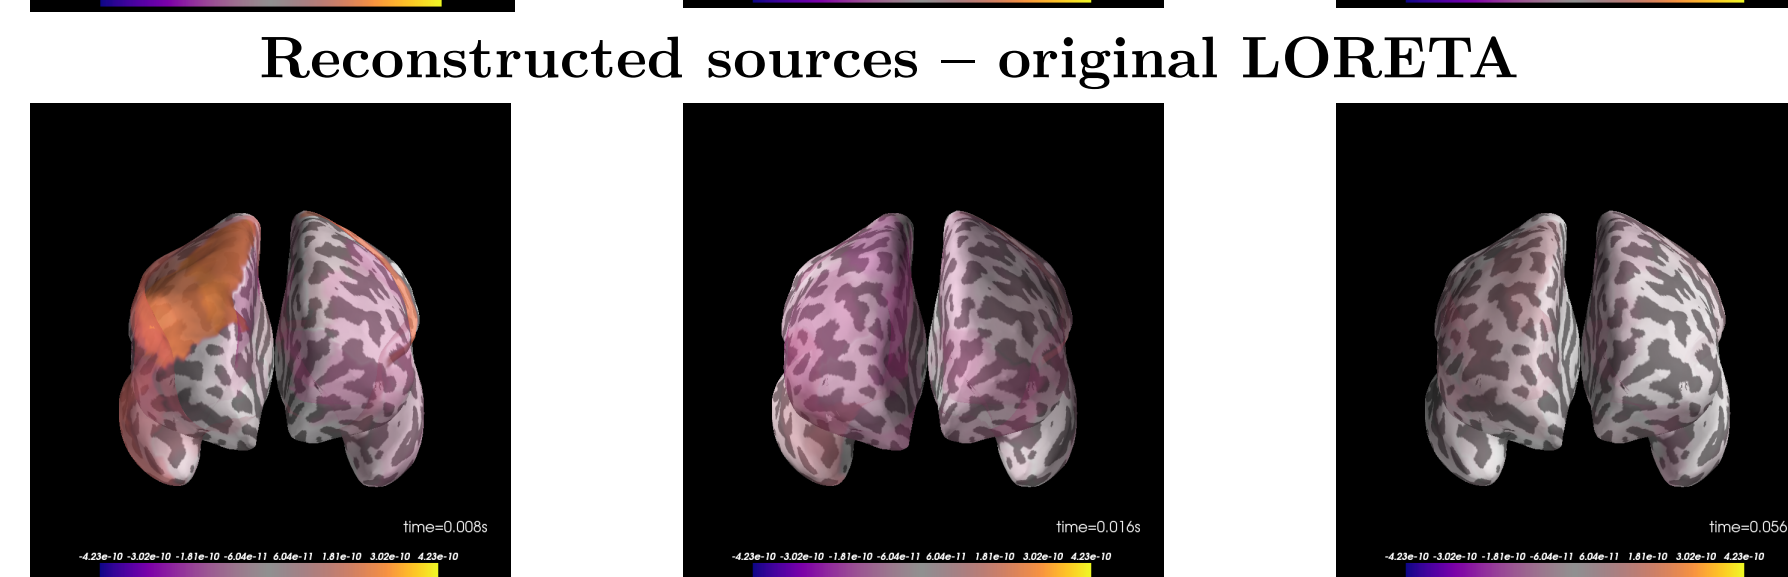 Reconstructed sources – original LORETA
time=0.008s
-4.23e-10 -3.02e-10 -1.81e-10 -6.04e-11 6.04e-11 1.81e-10 3.02e-10 4.23e-10
time=0.016s
-4.23e-10 -3.02e-10 -1.81e-10 -6.04e-11 6.04e-11 1.81e-10 3.02e-10 4.23e-10
time=0.056
-4.23e-10 -3.02e-10 -1.81e-10 -6.04e-11 6.04e-11 1.81e-10 3.02e-10 4.23e-10